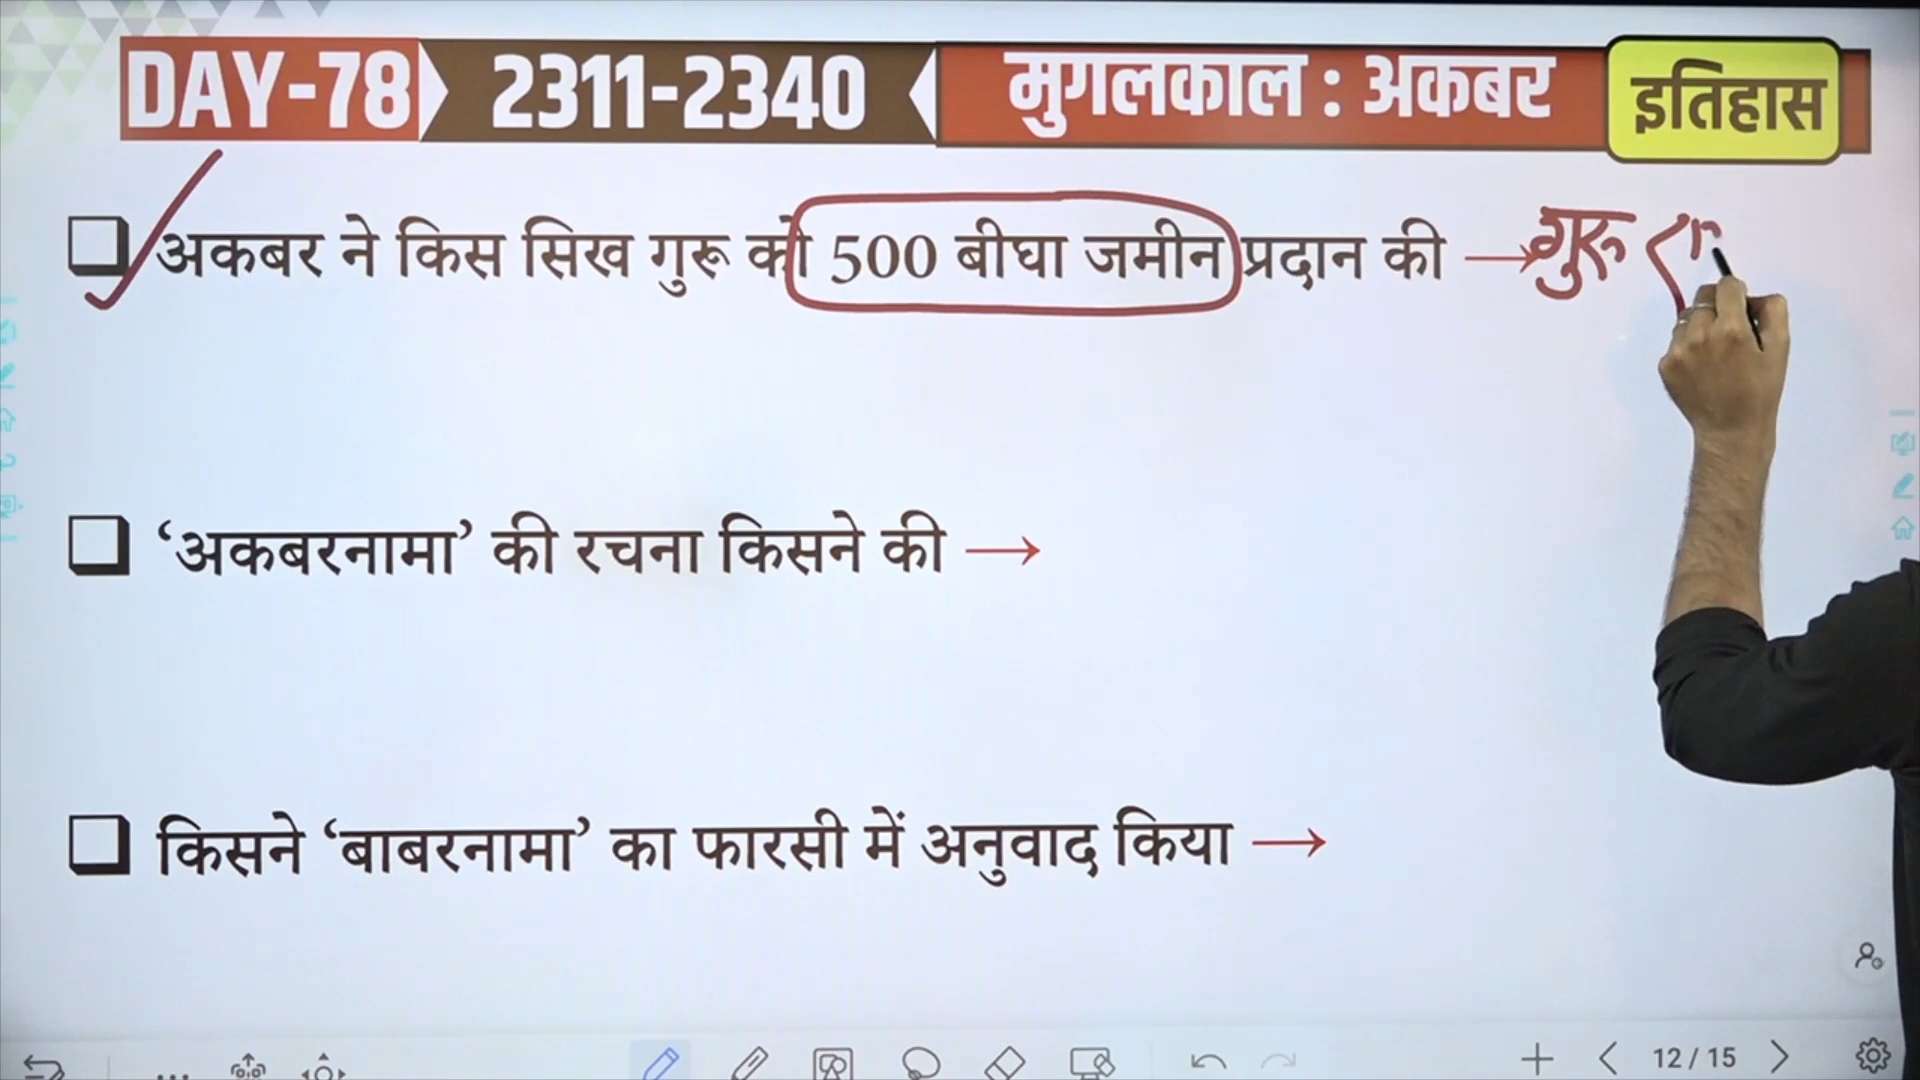 DAY-78 2311-2340 मुगलकाल : अकबर इतिहास
अकबर ने किस सिख गुरू को 500 बीघा जमीन प्रदान की → गुरु
‘अकबरनामा’ की रचना किसने की →
किसने ‘बाबरनामा’ का फारसी में अनुवाद किया →
12 / 15